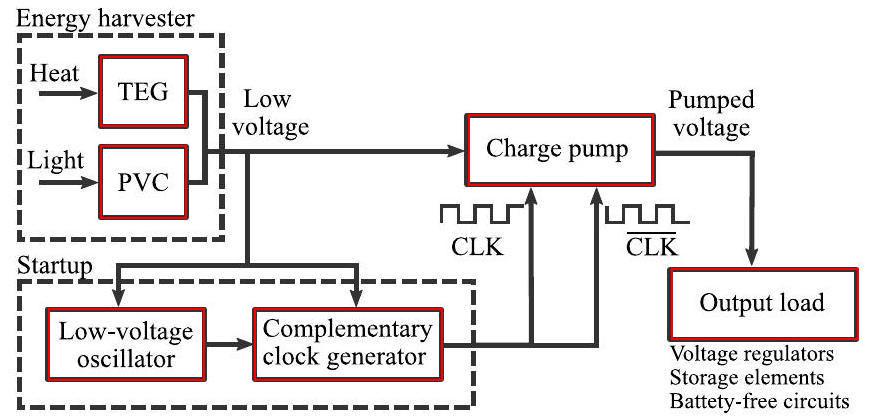 Energy harvester
Heat
TEG
Light
PVC
Low
voltage
Charge pump
Pumped
voltage
CLK
CLK
Startup
Low-voltage
oscillator
Complementary
clock generator
Output load
Voltage regulators
Storage elements
Battety-free circuits